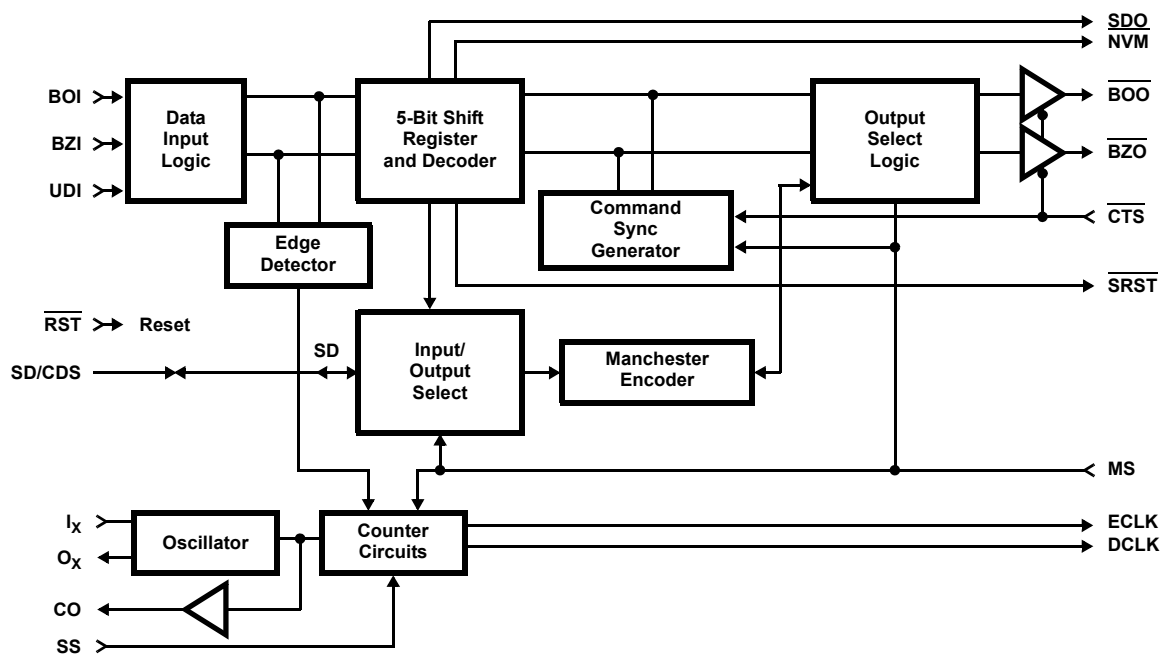 SDO
NVM
BOI
BZI
UDI
Data
Input
Logic
5-Bit Shift
Register
and Decoder
Output
Select
Logic
BOO
BZO
Edge
Detector
Command
Sync
Generator
CTS
SRST
RST
Reset
SD/CDS
SD
Input/
Output
Select
Manchester
Encoder
MS
IX
OX
Oscillator
Counter
Circuits
ECLK
DCLK
CO
SS